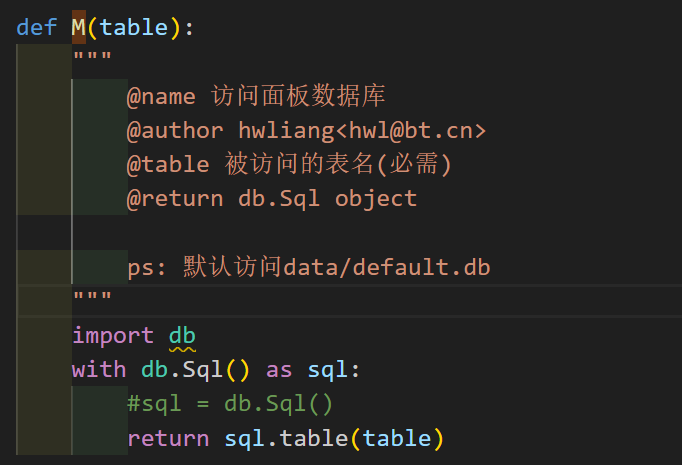 def M(table):
"""
@name 访问面板数据库
@author hwliang<hwl@bt.cn>
@table 被访问的表名(必需)
@return db.Sql object
ps: 默认访问data/default.db
"""
import db
with db.Sql() as sql:
#sql = db.Sql()
return sql.table(table)